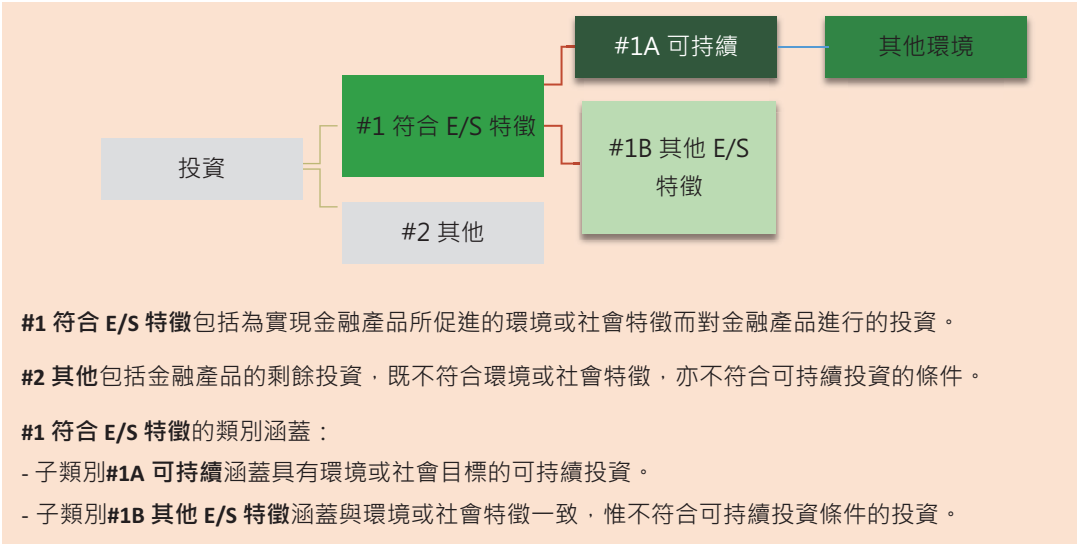 #1A 可持續
其他環境
#1 符合 E/S 特徵
#1B 其他 E/S
特徵
投資
#2 其他
#1 符合 E/S 特徵包括為實現金融產品所促進的環境或社會特徵而對金融產品進行的投資。
#2 其他包括金融產品的剩餘投資，既不符合環境或社會特徵，亦不符合可持續投資的條件。
#1 符合 E/S 特徵的類別涵蓋：
- 子類別#1A 可持續涵蓋具有環境或社會目標的可持續投資。
- 子類別#1B 其他 E/S 特徵涵蓋與環境或社會特徵一致，惟不符合可持續投資條件的投資。